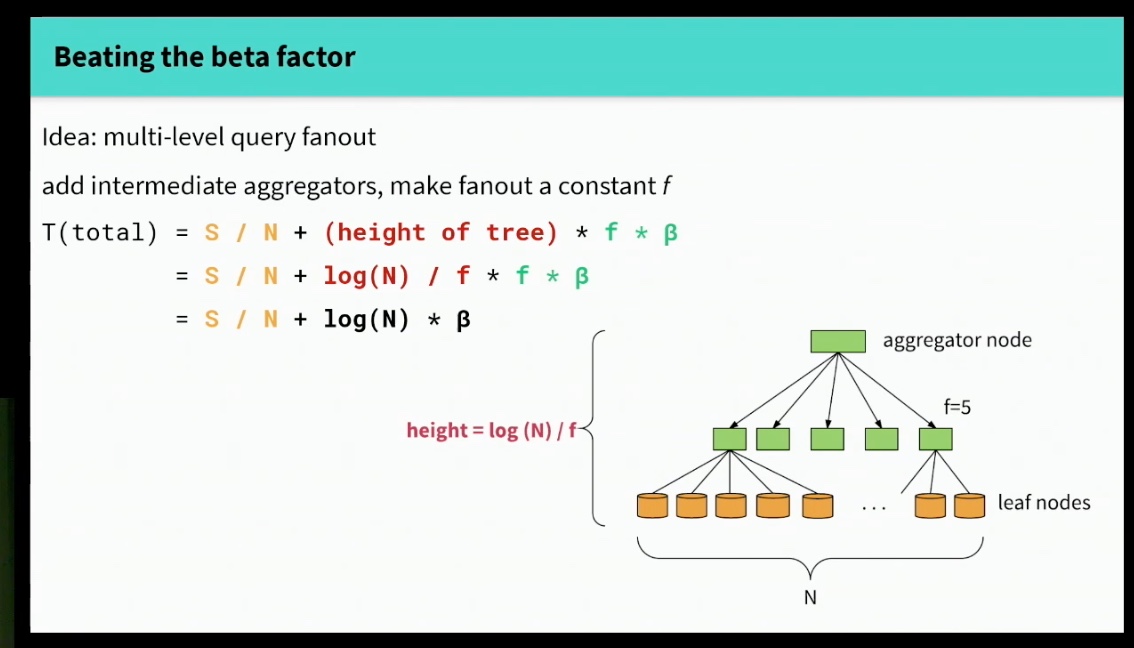 Beating the beta factor
Idea: multi-level query fanout
add intermediate aggregators, make fanout a constant f
T(total) = S / N + (height of tree) * f * β
= S / N + log(N) / f * f * β
= S / N + log(N) * β
aggregator node
f=5
height = log (N) / f
...
leaf nodes
N